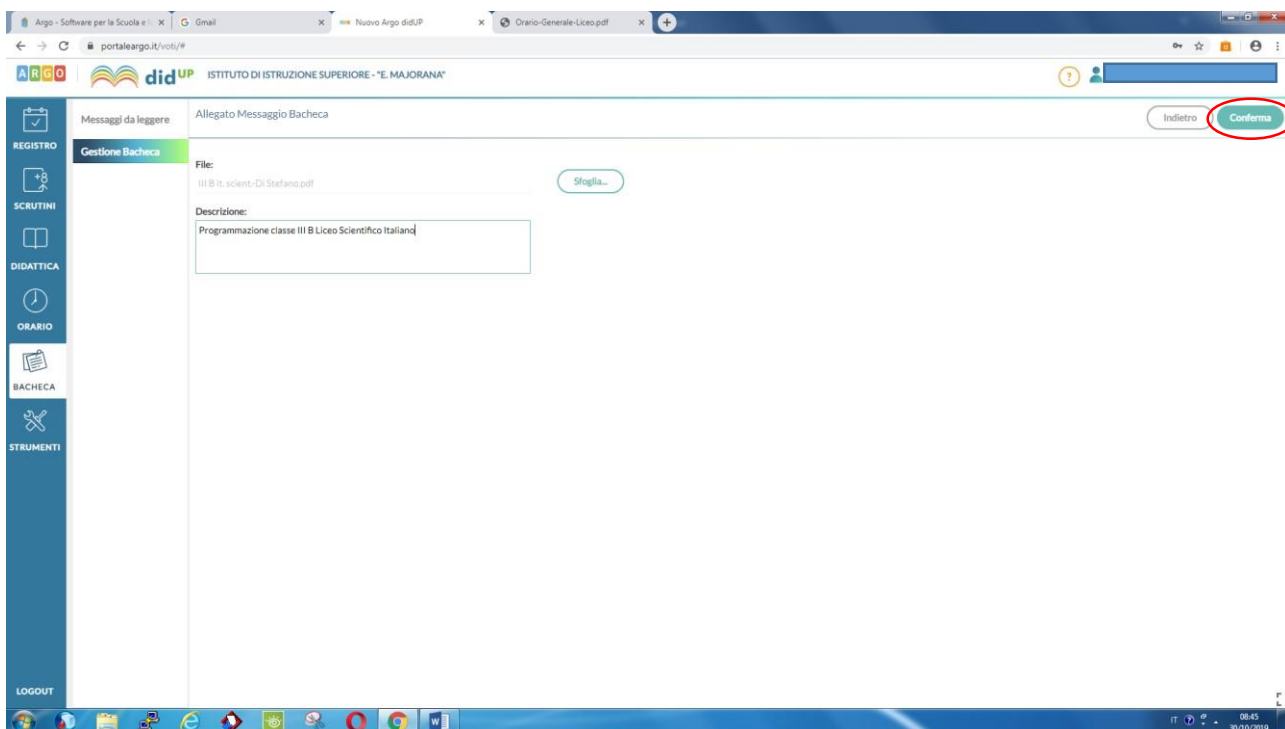 Argo - Software per la Scuola e
Gmail
Nuovo Argo didUP
Orario-Generale-Liceo.pdf
portaleargo.it/voti/#
ARGO
didUP
ISTITUTO DI ISTRUZIONE SUPERIORE - "E. MAJORANA"
?
REGISTRO
SCRUTINI
DIDATTICA
ORARIO
BACHECA
STRUMENTI
LOGOUT
Messaggi da leggere
Gestione Bacheca
Allegato Messaggio Bacheca
Indietro
Conferma
File:
III B lt. scient.-Di Stefano.pdf
Sfoglia...
Descrizione:
Programmazione classe III B Liceo Scientifico Italiano
IT
08:45
30/10/2019